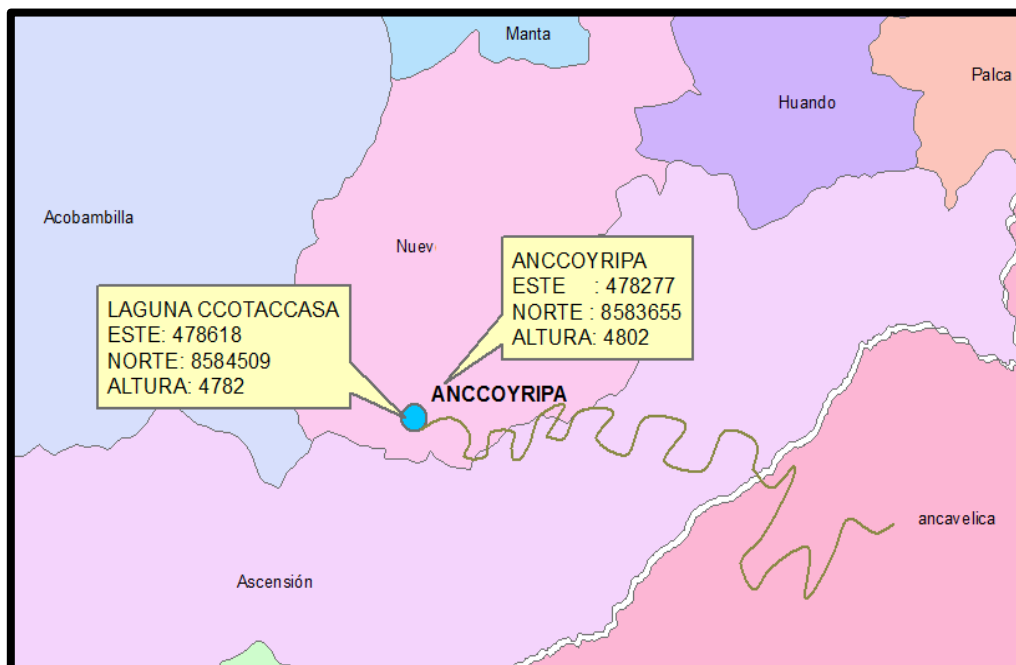 Manta
Palca
Huando
Acobambilla
Nuev
ANCCOYRIPA
ESTE : 478277
NORTE : 8583655
ALTURA: 4802
LAGUNA CCOTACCASA
ESTE: 478618
NORTE: 8584509
ALTURA: 4782
ANCCOYRIPA
ancavelica
Ascensión